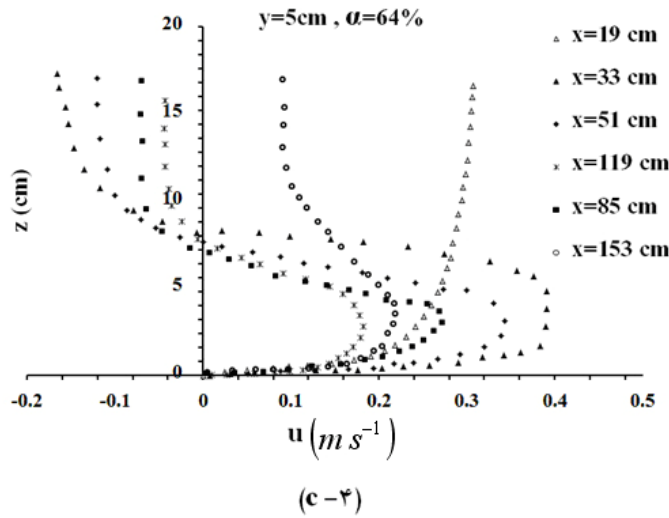 y=5cm , α=64%
20
15
10
5
0
z (cm)
-0.2 -0.1 0 0.1 0.2 0.3 0.4 0.5
u (m s⁻¹)
x=19 cm
x=33 cm
x=51 cm
x=119 cm
x=85 cm
x=153 cm
(c -۴)